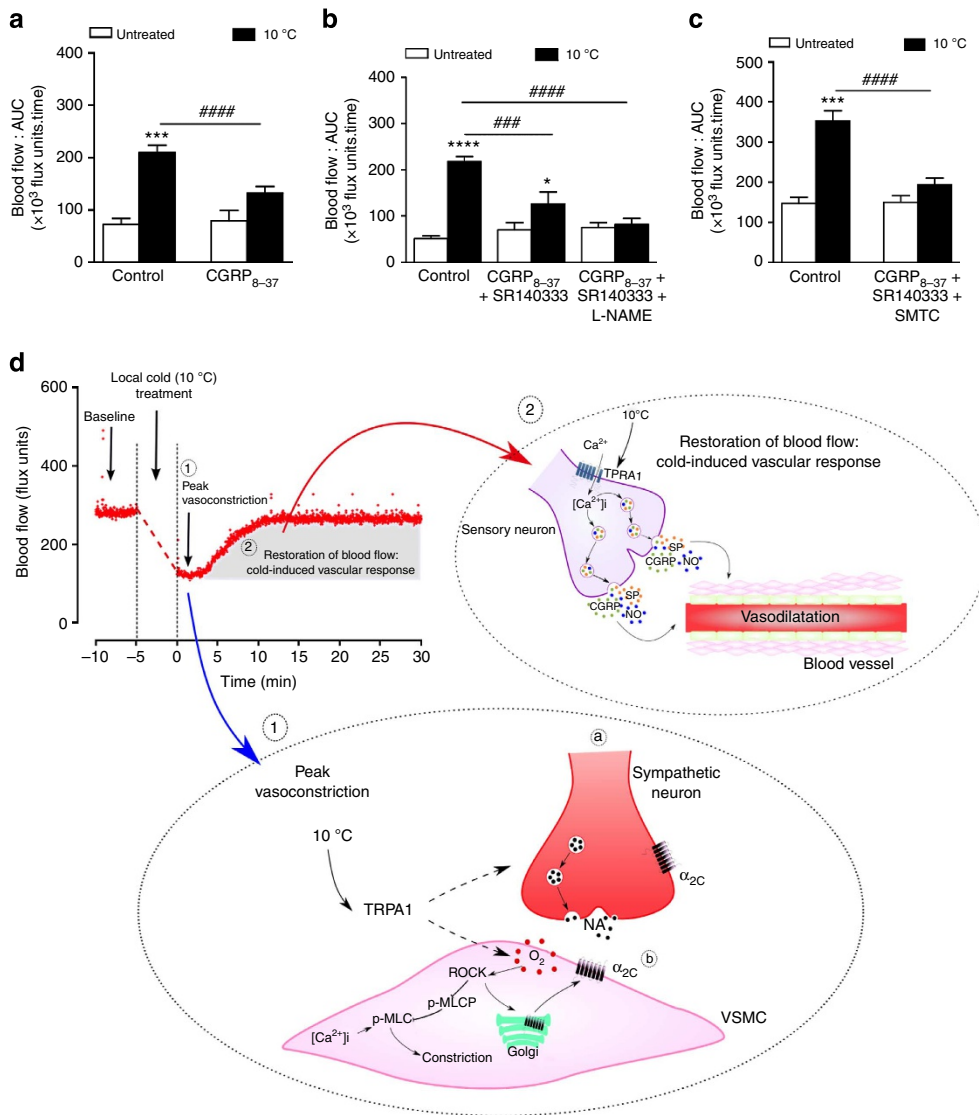 a
Untreated
10 °C
Blood flow : AUC
(×10³ flux units.time)
400
300
200
100
0
***
####
Control
CGRP₈₋₃₇
b
Untreated
10 °C
Blood flow : AUC
(×10³ flux units.time)
400
300
200
100
0
****
###
####
*
Control
CGRP₈₋₃₇
+ SR140333
CGRP₈₋₃₇ +
SR140333 +
L-NAME
c
Untreated
10 °C
Blood flow : AUC
(×10³ flux units.time)
500
400
300
200
100
0
***
####
Control
CGRP₈₋₃₇ +
SR140333 +
SMTC
d
Blood flow (flux units)
600
400
200
0
–10
–5
0
5
10
15
20
25
30
Time (min)
Baseline
Local cold (10 °C)
treatment
1
Peak
vasoconstriction
2
Restoration of blood flow:
cold-induced vascular response
2
10°C
Restoration of blood flow:
cold-induced vascular response
Ca²⁺
TPRA1
[Ca²⁺]i
Sensory neuron
SP
CGRP
NO
SP
CGRP
NO
Vasodilatation
Blood vessel
1
Peak
vasoconstriction
10 °C
TRPA1
a
Sympathetic
neuron
α₂C
NA
O₂
b
α₂C
ROCK
p-MLCP
p-MLC
[Ca²⁺]i
Constriction
Golgi
VSMC